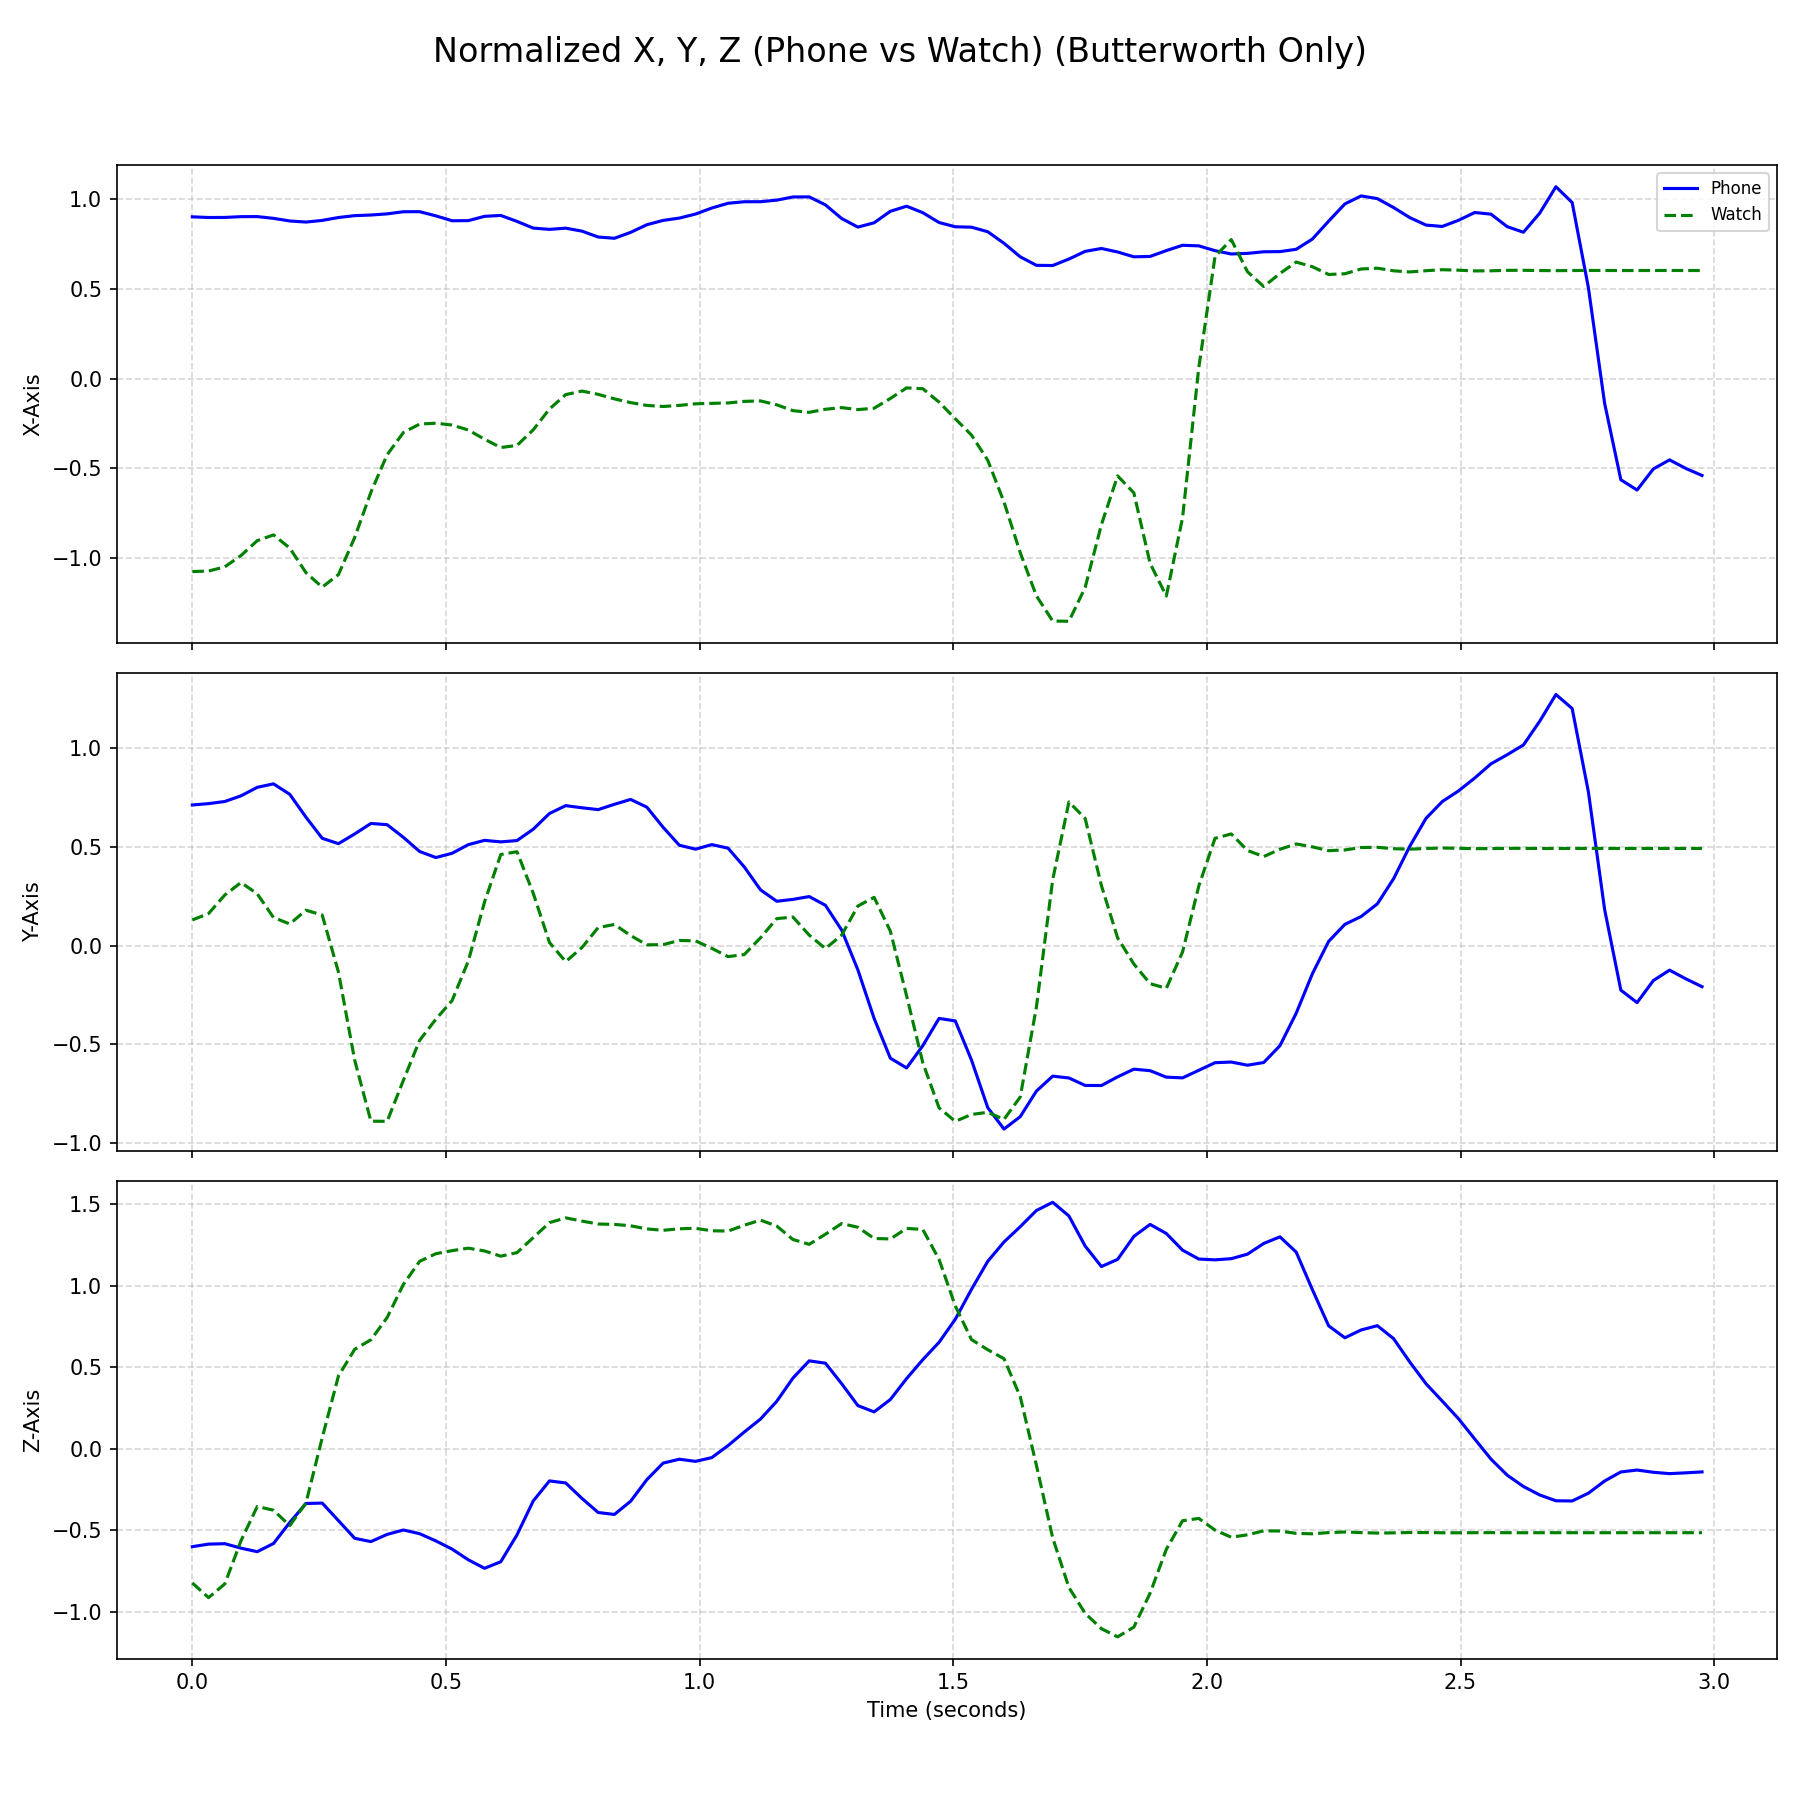 Normalized X, Y, Z (Phone vs Watch) (Butterworth Only)
Phone
Watch
1.0
0.5
0.0
−0.5
−1.0
X-Axis
1.0
0.5
0.0
−0.5
−1.0
Y-Axis
1.5
1.0
0.5
0.0
−0.5
−1.0
Z-Axis
0.0 0.5 1.0 1.5 2.0 2.5 3.0
Time (seconds)